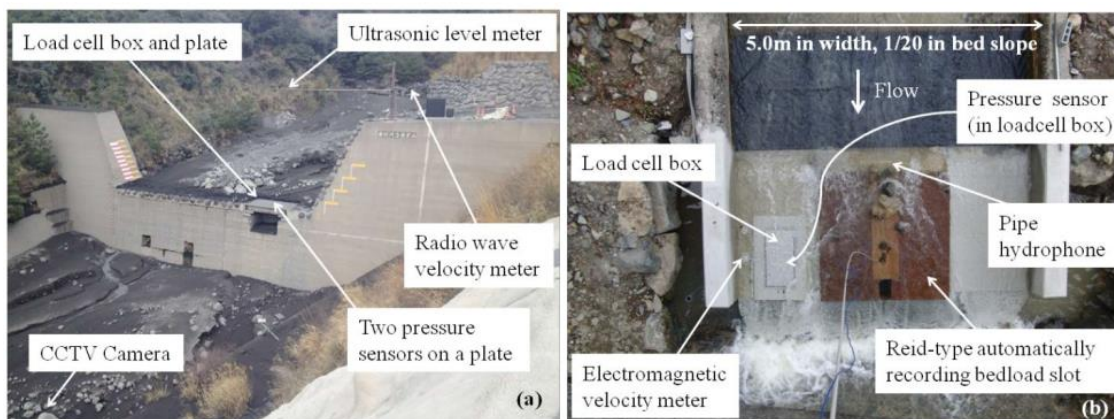 Load cell box and plate
Ultrasonic level meter
Radio wave
velocity meter
Two pressure
sensors on a plate
CCTV Camera
(a)
5.0m in width, 1/20 in bed slope
Flow
Pressure sensor
(in loadcell box)
Load cell box
Pipe
hydrophone
Reid-type automatically
recording bedload slot
Electromagnetic
velocity meter
(b)